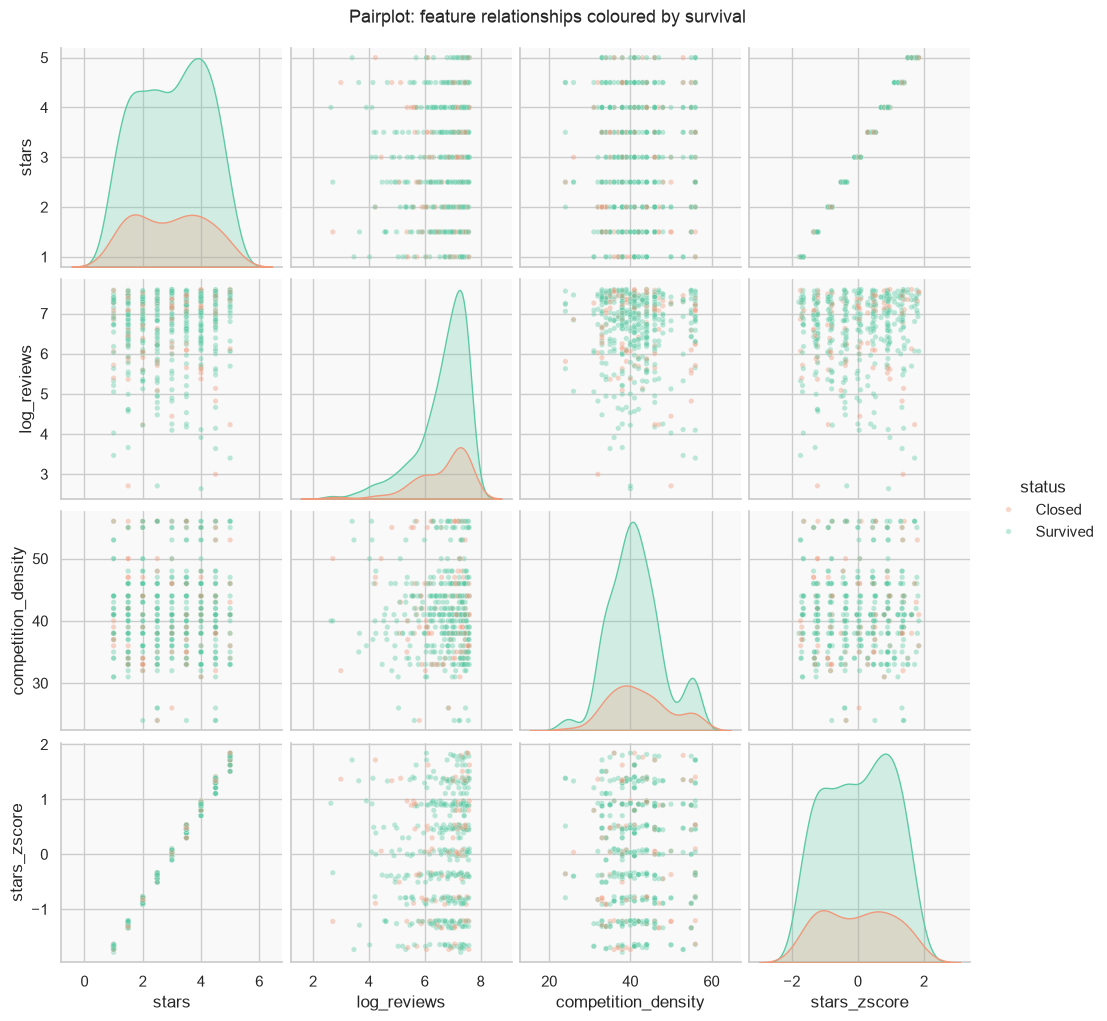 Pairplot: feature relationships coloured by survival
5
4
3
2
1
stars
7
6
5
4
3
log_reviews
status
Closed
Survived
50
40
30
competition_density
2
1
0
−1
stars_zscore
0 2 4 6
2 4 6 8
20 40 60
−2 0 2
stars
log_reviews
competition_density
stars_zscore